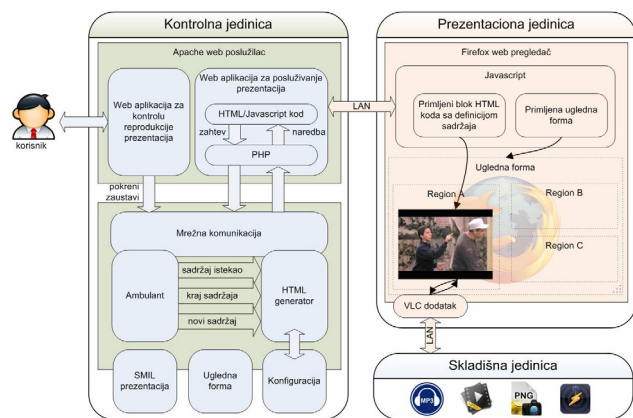 Kontrolna jedinica
Apache web poslužilac
Web aplikacija za
kontrolu
reprodukcije
prezentacija
Web aplikacija za posluživanje
prezentacija
HTML/Javascript kod
zahtev
naredba
PHP
korisnik
pokreni
zaustavi
Mrežna komunikacija
Ambulant
sadržaj istekao
kraj sadržaja
novi sadržaj
HTML
generator
SMIL
prezentacija
Ugledna
forma
Konfiguracija
LAN
Prezentaciona jedinica
Firefox web pregledač
Javascript
Primljeni blok HTML
koda sa definicijom
sadržaja
Primljena ugledna
forma
Ugledna forma
Region A
Region B
Region C
VLC dodatak
LAN
Skladišna jedinica
MP3
PNG